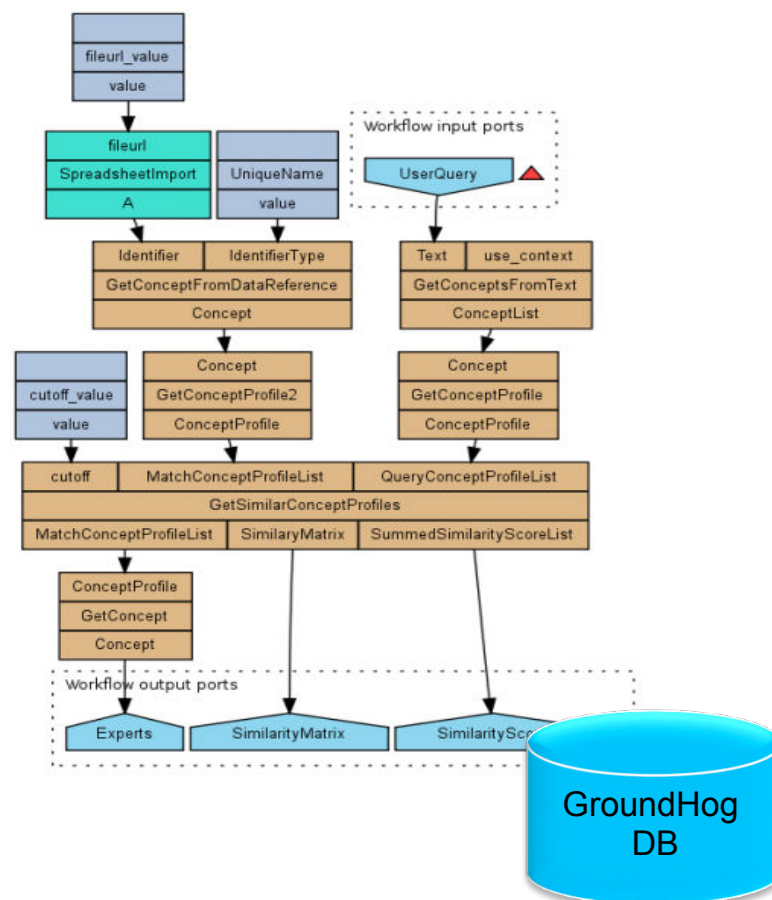 fileurl_value
value
Workflow input ports
fileurl
SpreadsheetImport
A
UniqueName
value
UserQuery
Identifier IdentifierType
GetConceptFromDataReference
Concept
Text use_context
GetConceptsFromText
ConceptList
cutoff_value
value
Concept
GetConceptProfile2
ConceptProfile
Concept
GetConceptProfile
ConceptProfile
cutoff MatchConceptProfileList QueryConceptProfileList
GetSimilarConceptProfiles
MatchConceptProfileList SimilaryMatrix SummedSimilarityScoreList
ConceptProfile
GetConcept
Concept
Workflow output ports
Experts SimilarityMatrix SimilaritySco
GroundHog
DB